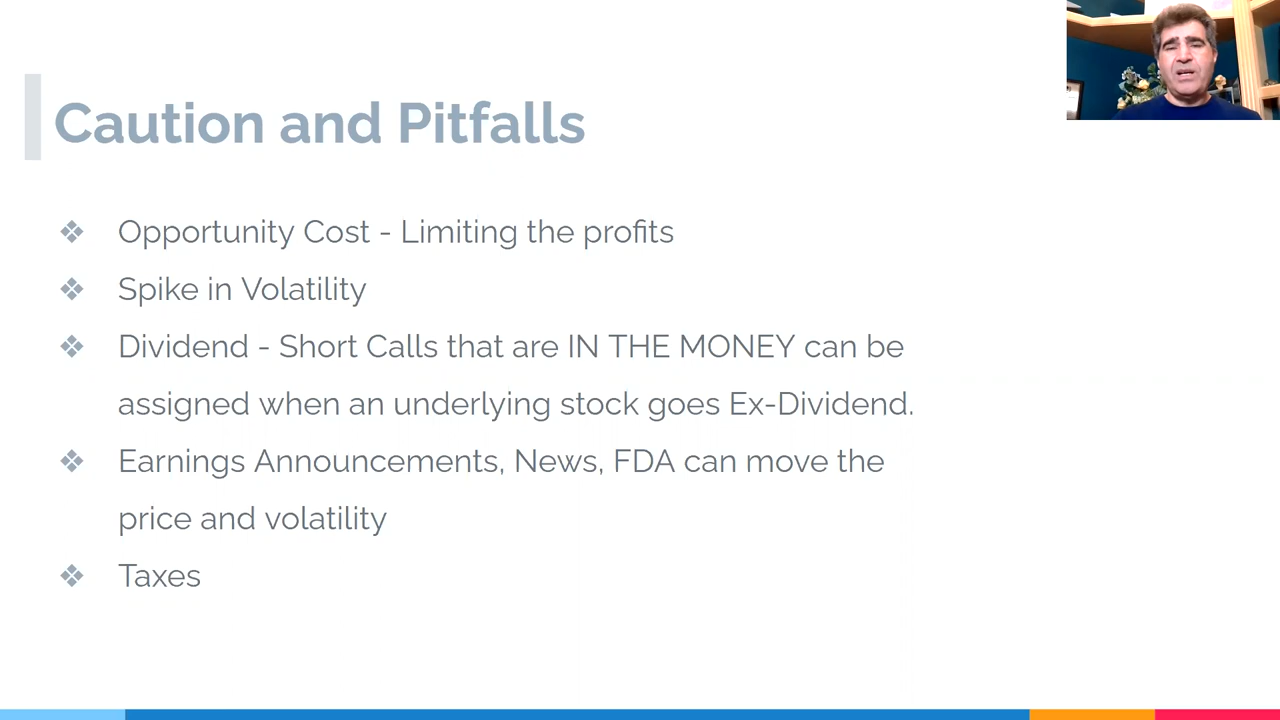 Caution and Pitfalls
Opportunity Cost - Limiting the profits
Spike in Volatility
Dividend - Short Calls that are IN THE MONEY can be
assigned when an underlying stock goes Ex-Dividend.
Earnings Announcements, News, FDA can move the
price and volatility
Taxes